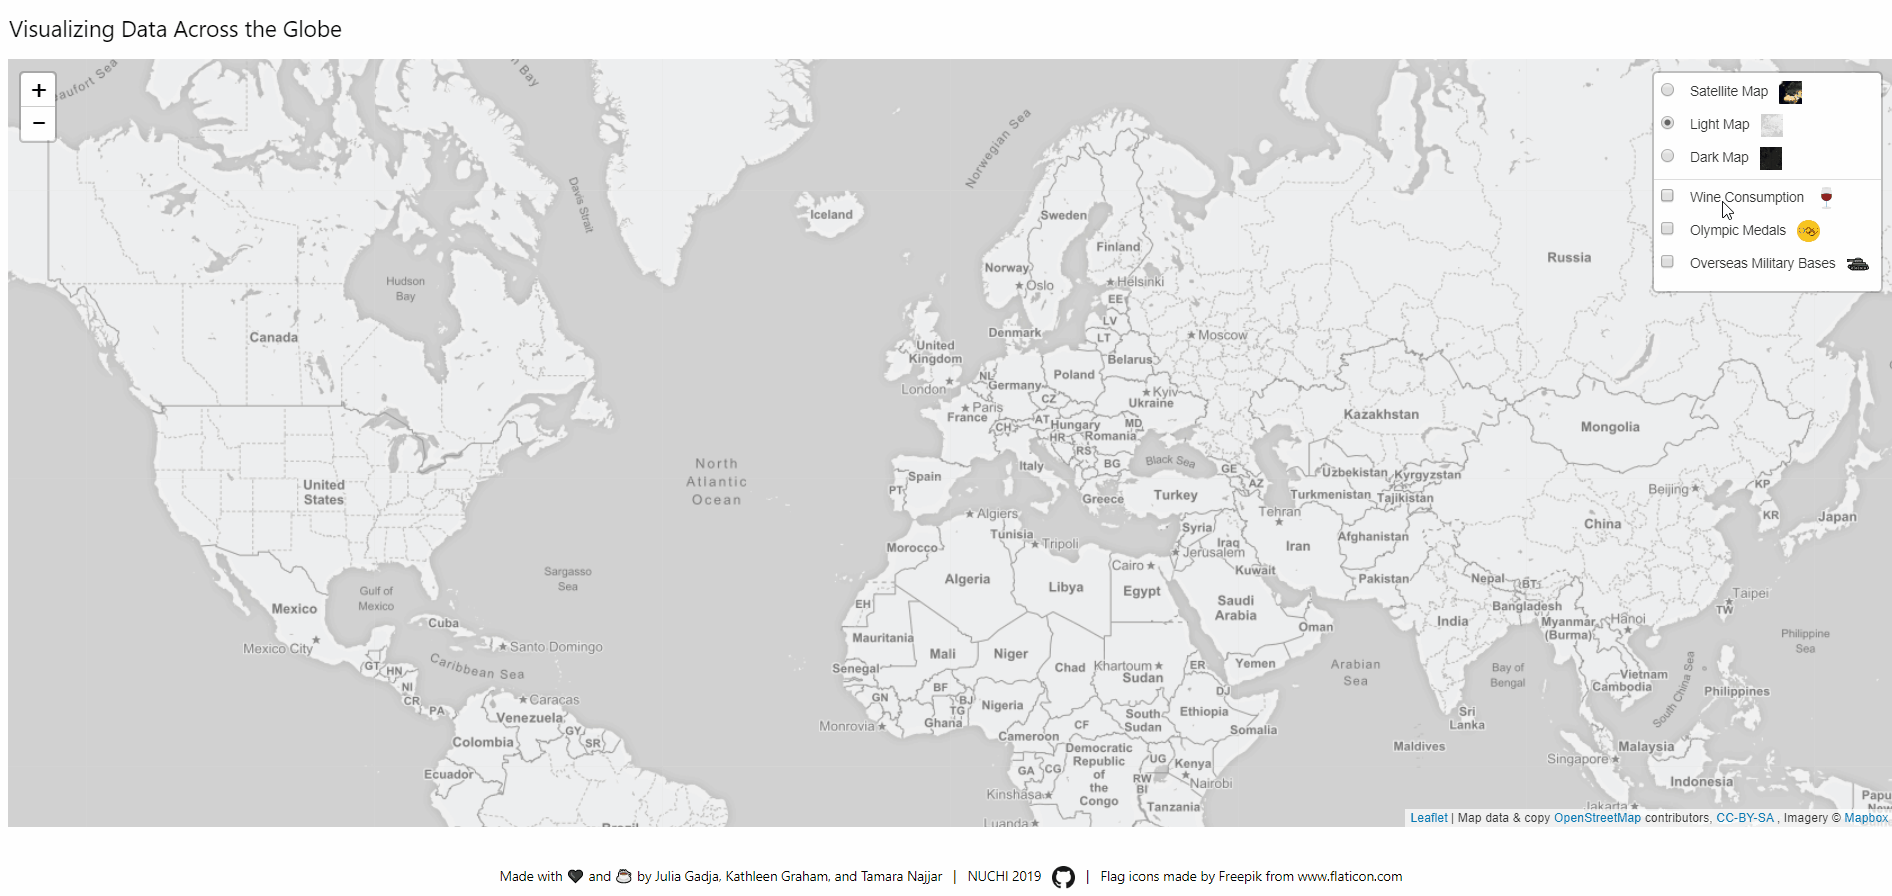 Visualizing Data Across the Globe
+
−
Satellite Map
Light Map
Dark Map
Wine Consumption
Olympic Medals
Overseas Military Bases
Beaufort Sea
Bay
Davis Strait
Norwegian Sea
Iceland
Sweden
Finland
Norway
Oslo
Helsinki
Russia
Hudson
Bay
EE
LV
LT
Denmark
Moscow
Canada
United
Kingdom
Belarus
London
NL
Germany
Poland
Kyiv
Ukraine
CZ
Paris
France
AT
Hungary
MD
CH
HR
Romania
RS
BG
Black Sea
Kazakhstan
Mongolia
North
Atlantic
Ocean
United
States
Spain
PT
Italy
Greece
Turkey
GE
AZ
Uzbekistan
Kyrgyzstan
Turkmenistan
Tajikistan
Beijing
KP
KR
Japan
China
Algiers
Tunisia
Tripoli
Morocco
Syria
Iraq
Jerusalem
Tehran
Iran
Afghanistan
Cairo
Kuwait
Algeria
Libya
Egypt
Pakistan
Nepal
BT
Sargasso
Sea
Gulf of
Mexico
Mexico
EH
Saudi
Arabia
Bangladesh
Taipei
TW
Cuba
Mexico City
Santo Domingo
Mauritania
Oman
India
Myanmar
(Burma)
Hanoi
Philippine
Sea
Caribbean Sea
GT
HN
NI
CR
PA
Senegal
Mali
Niger
Chad
Khartoum
Sudan
ER
Yemen
Arabian
Sea
Bay of
Bengal
Vietnam
Cambodia
South China Sea
Philippines
Caracas
Venezuela
GN
BF
BJ
TG
Nigeria
DJ
Monrovia
Ghana
CF
South
Sudan
Ethiopia
Somalia
Sri
Lanka
GY
SR
Colombia
Cameroon
Maldives
Malaysia
Singapore
Ecuador
GA
CG
Democratic
Republic
of
the
Congo
UG
Kenya
RW
BI
Nairobi
Indonesia
Kinshasa
Tanzania
Papu
New
Jakarta
Luanda
Brazil
Leaflet | Map data & copy OpenStreetMap contributors, CC-BY-SA , Imagery © Mapbox
Made with and by Julia Gadja, Kathleen Graham, and Tamara Najjar | NUCHI 2019 | Flag icons made by Freepik from www.flaticon.com